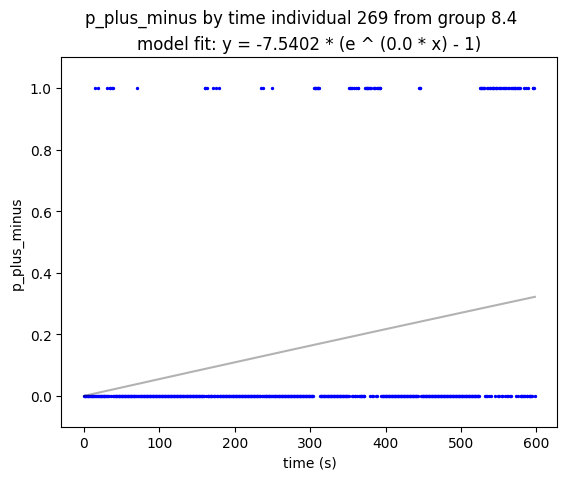 p_plus_minus by time individual 269 from group 8.4
model fit: y = -7.5402 * (e ^ (0.0 * x) - 1)
1.0
0.8
0.6
0.4
0.2
0.0
p_plus_minus
0 100 200 300 400 500 600
time (s)